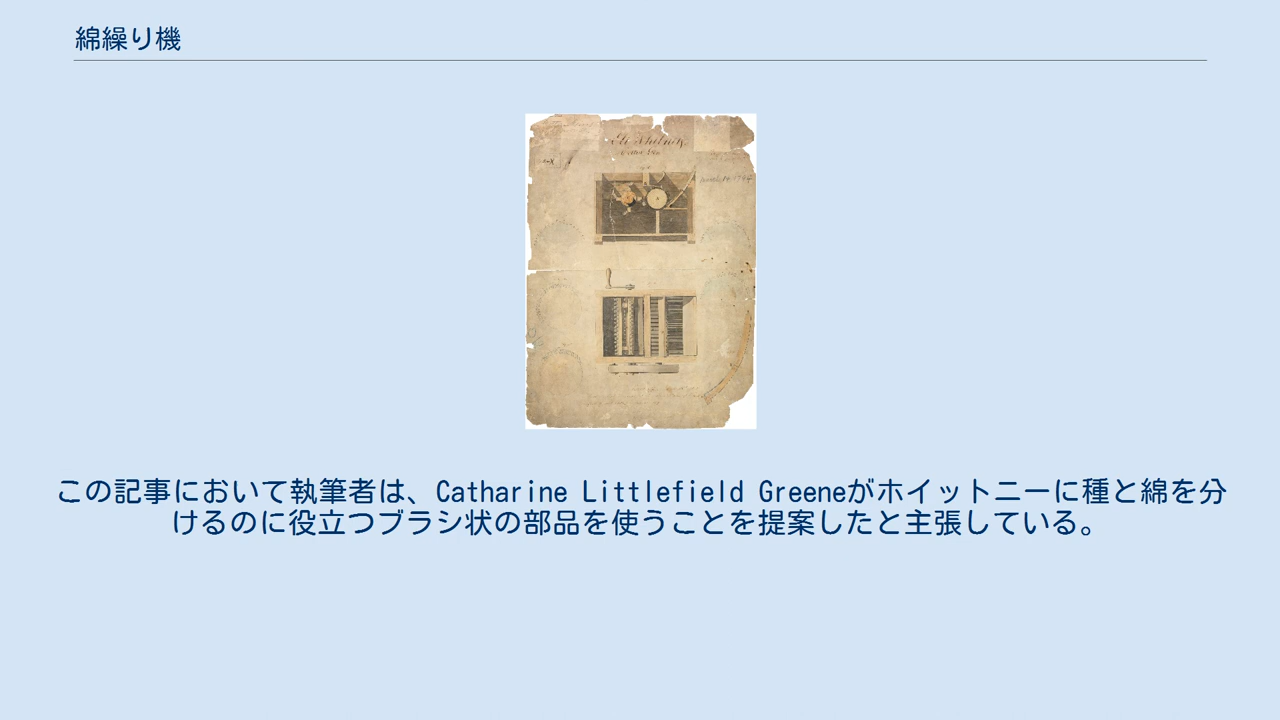 綿繰り機
この記事において執筆者は、Catharine Littlefield Greeneがホイットニーに種と綿を分
けるのに役立つブラシ状の部品を使うことを提案したと主張している。